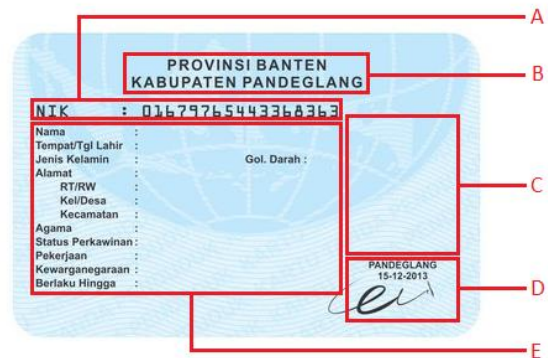 A
PROVINSI BANTEN
B
KABUPATEN PANDEGLANG
NIK : 01679765443368363
Nama :
Tempat/Tgl Lahir :
Jenis Kelamin : Gol. Darah :
Alamat :
RT/RW :
Kel/Desa :
C
Kecamatan :
Agama :
Status Perkawinan :
Pekerjaan :
Kewarganegaraan :
PANDEGLANG
15-12-2013
Berlaku Hingga :
D
E